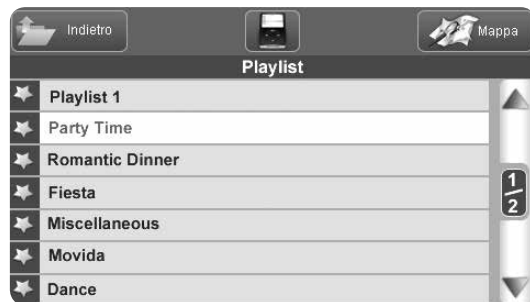 Indietro
Mappa
Playlist
Playlist 1
Party Time
Romantic Dinner
Fiesta
1
2
Miscellaneous
Movida
Dance